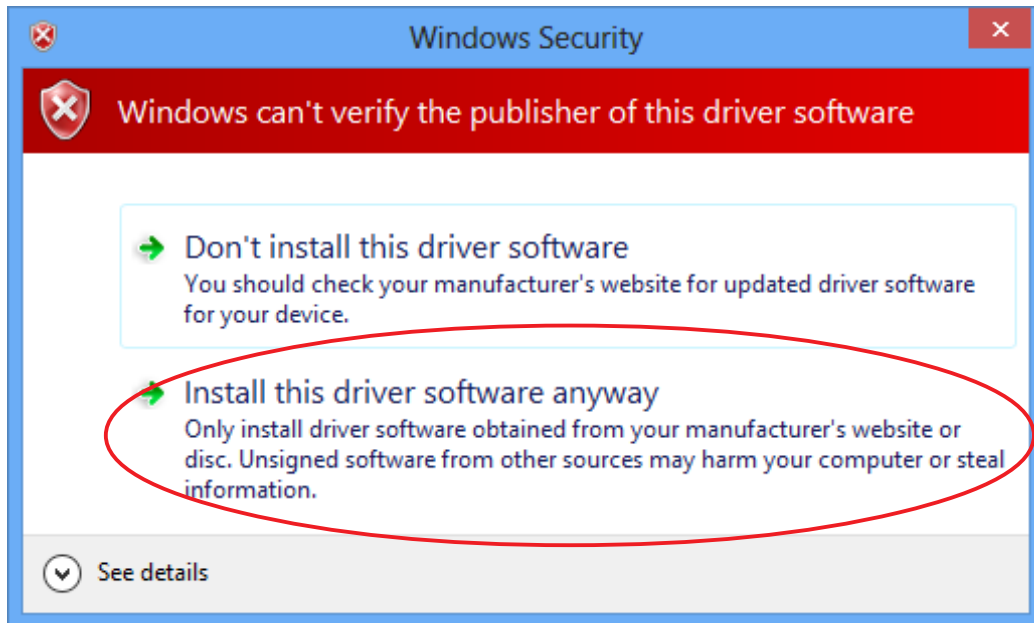 Windows Security
Windows can't verify the publisher of this driver software
Don't install this driver software
You should check your manufacturer's website for updated driver software
for your device.
Install this driver software anyway
Only install driver software obtained from your manufacturer's website or
disc. Unsigned software from other sources may harm your computer or steal
information.
See details